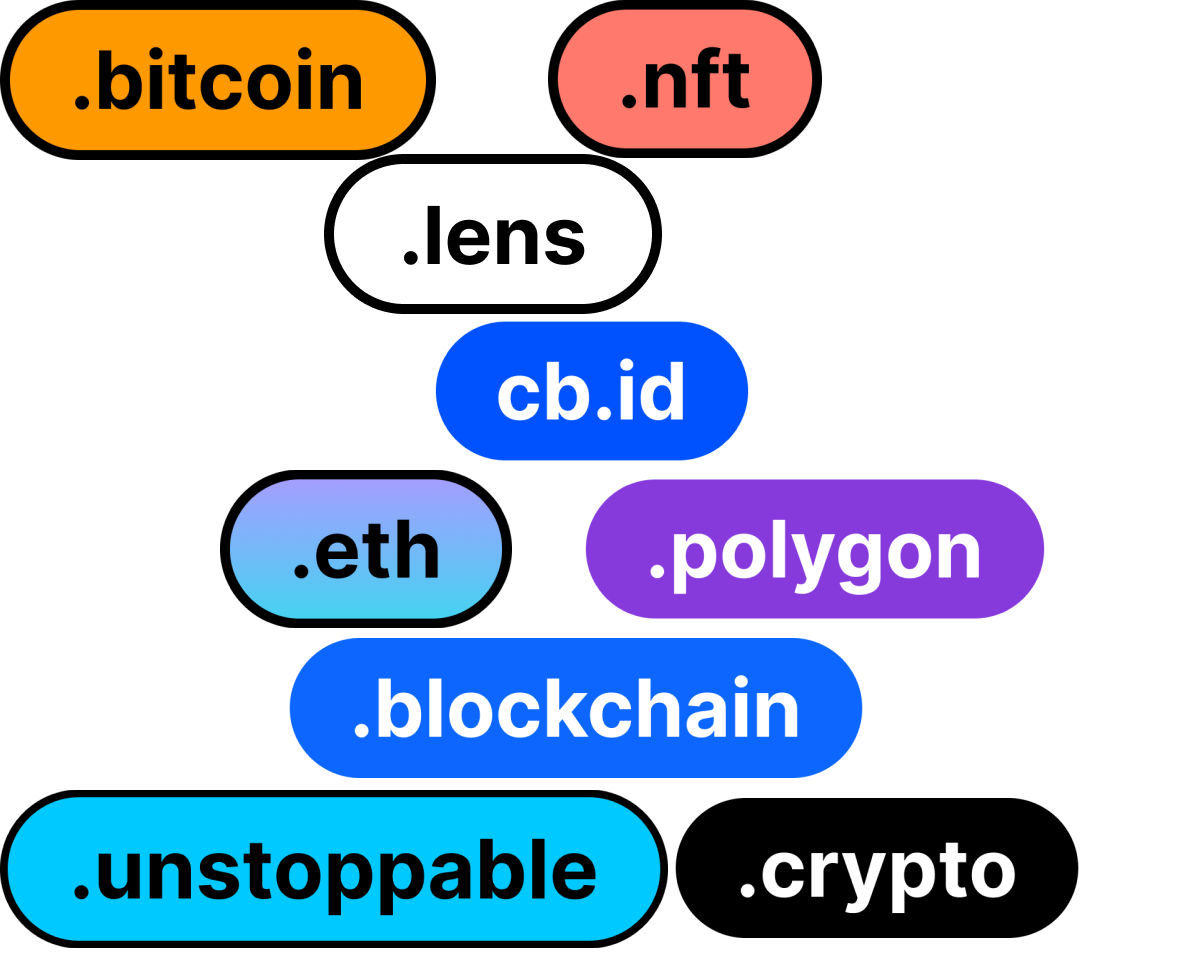 .bitcoin
.nft
.lens
cb.id
.eth
.polygon
.blockchain
.unstoppable
.crypto